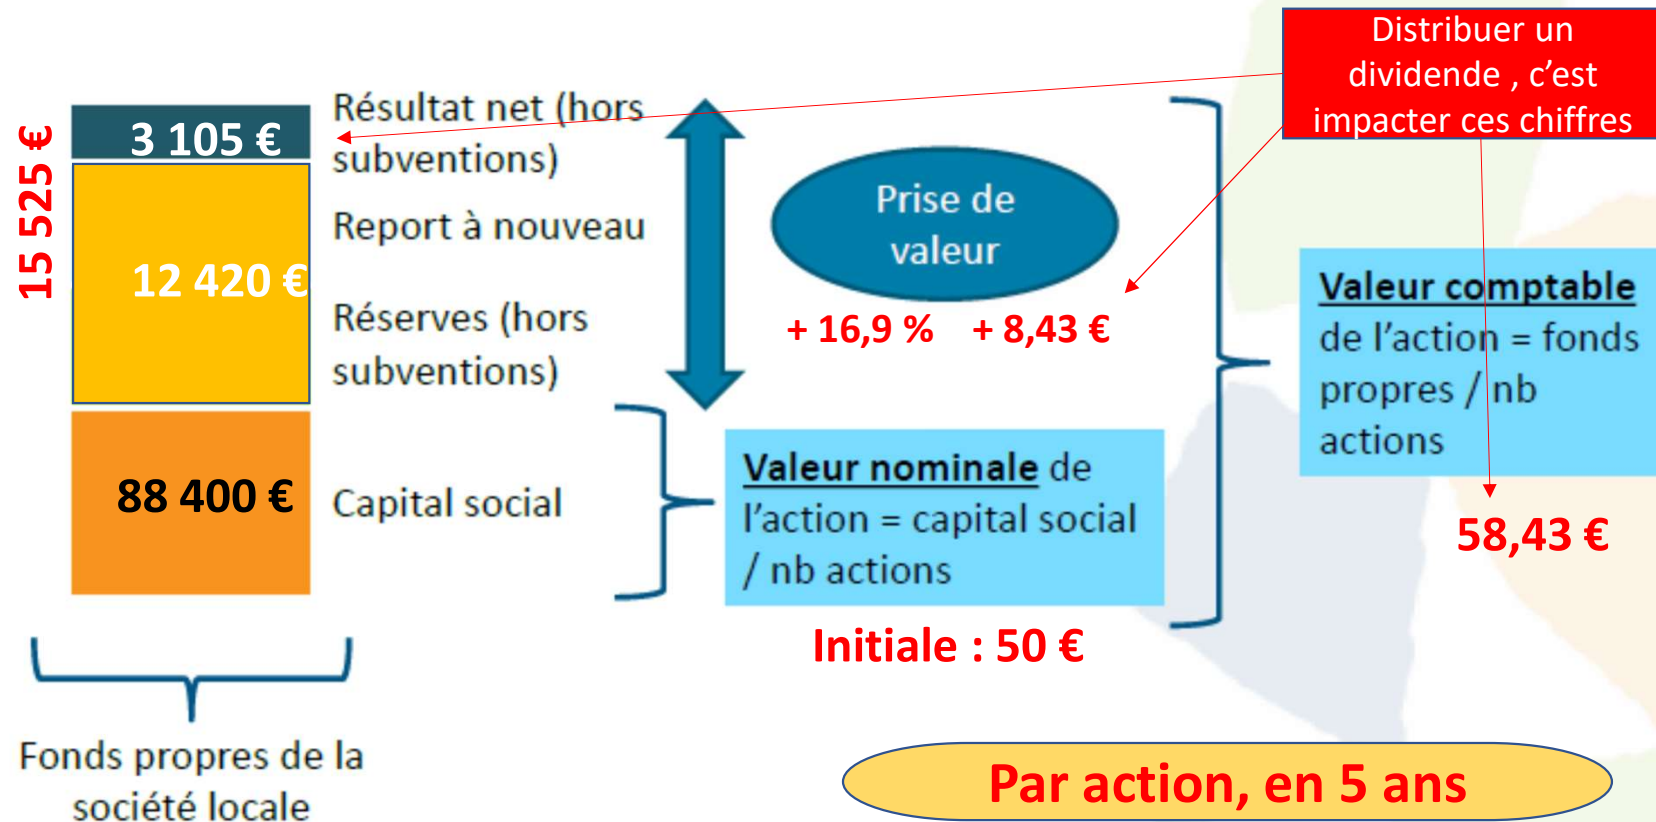 Distribuer un
dividende , c'est
impacter ces chiffres
15 525 €
3 105 €
12 420 €
88 400 €
Résultat net (hors
subventions)
Report à nouveau
Réserves (hors
subventions)
Capital social
Prise de
valeur
+ 16,9 % + 8,43 €
Valeur nominale de
l'action = capital social
/ nb actions
Initiale : 50 €
Valeur comptable
de l'action = fonds
propres / nb
actions
58,43 €
Fonds propres de la
société locale
Par action, en 5 ans